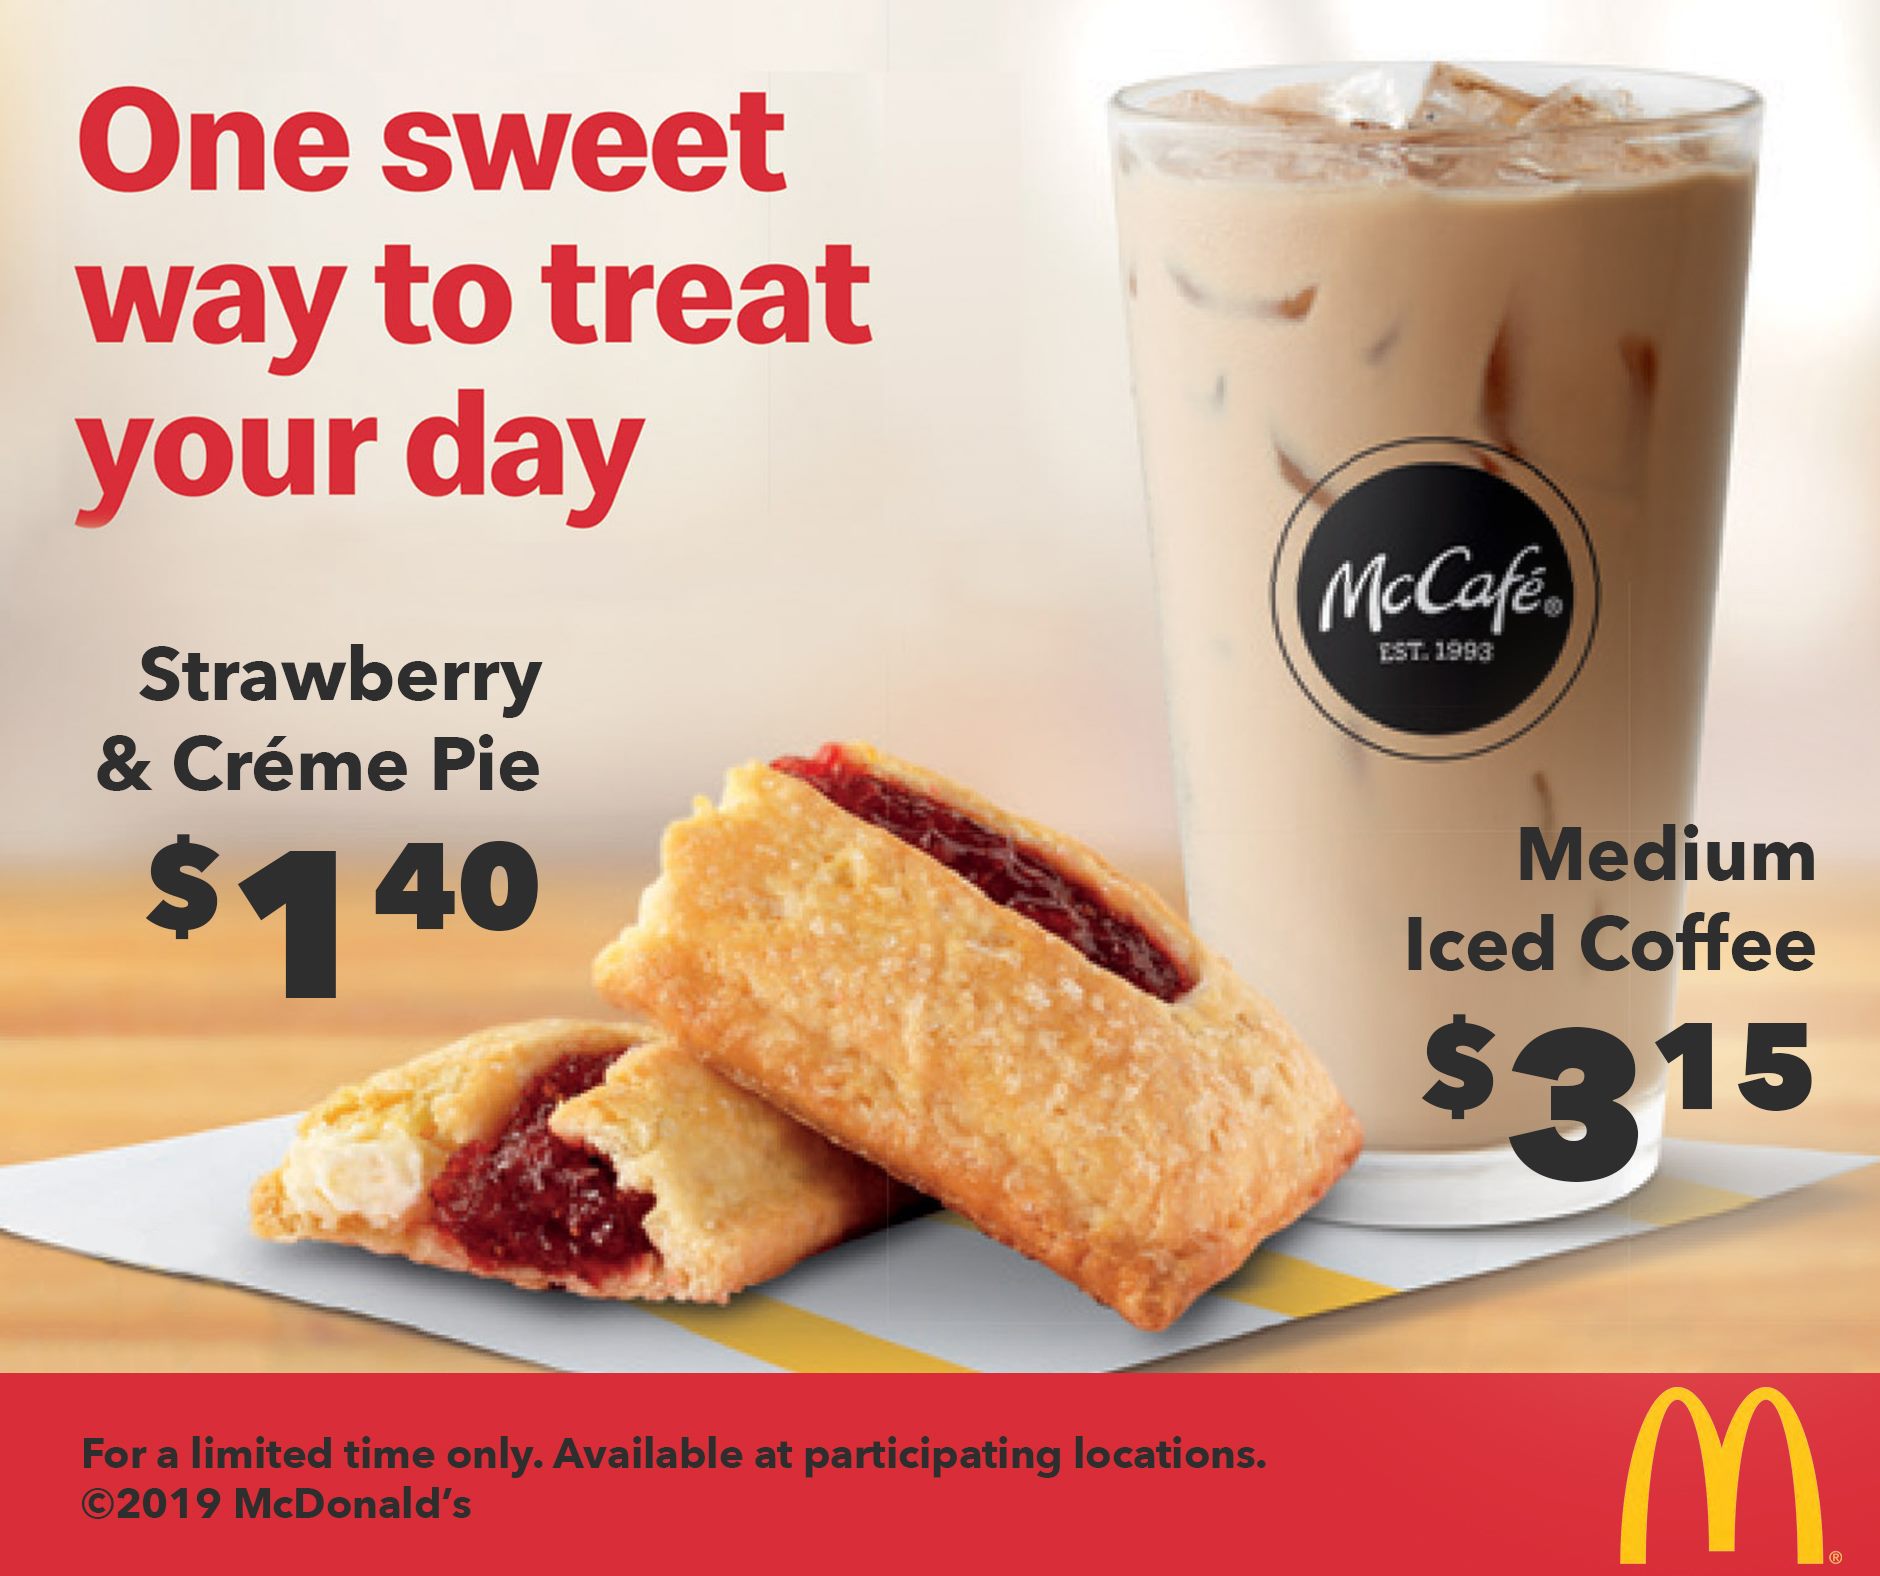 One sweet
way to treat
your day
Strawberry
& Créme Pie
$1 40
McCafé®
EST. 1993
Medium
Iced Coffee
$3 15
For a limited time only. Available at participating locations.
©2019 McDonald's
®